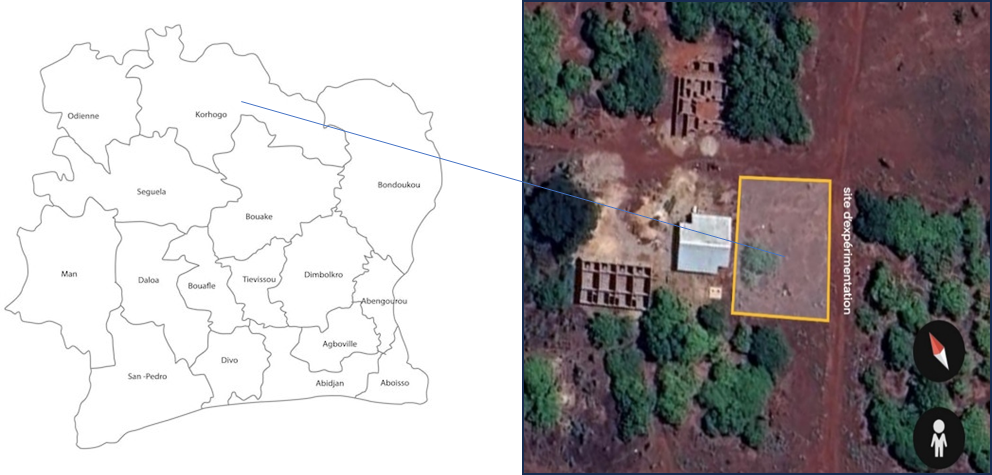 Odienne
Korhogo
Seguela
Bondoukou
Bouake
Man
Daloa
Bouafle
Tievissou
Dimbolkro
Abengourou
Agboville
Divo
San -Pedro
Abidjan
Aboisso
site d'expérimentation